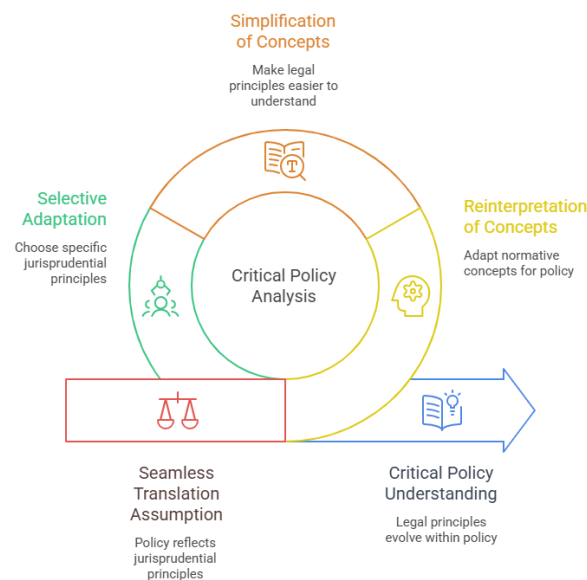 Simplification
of Concepts
Make legal
principles easier to
understand
Selective
Adaptation
Choose specific
jurisprudential
principles
Reinterpretation
of Concepts
Adapt normative
concepts for policy
Critical Policy
Analysis
Seamless
Translation
Assumption
Policy reflects
jurisprudential
principles
Critical Policy
Understanding
Legal principles
evolve within policy